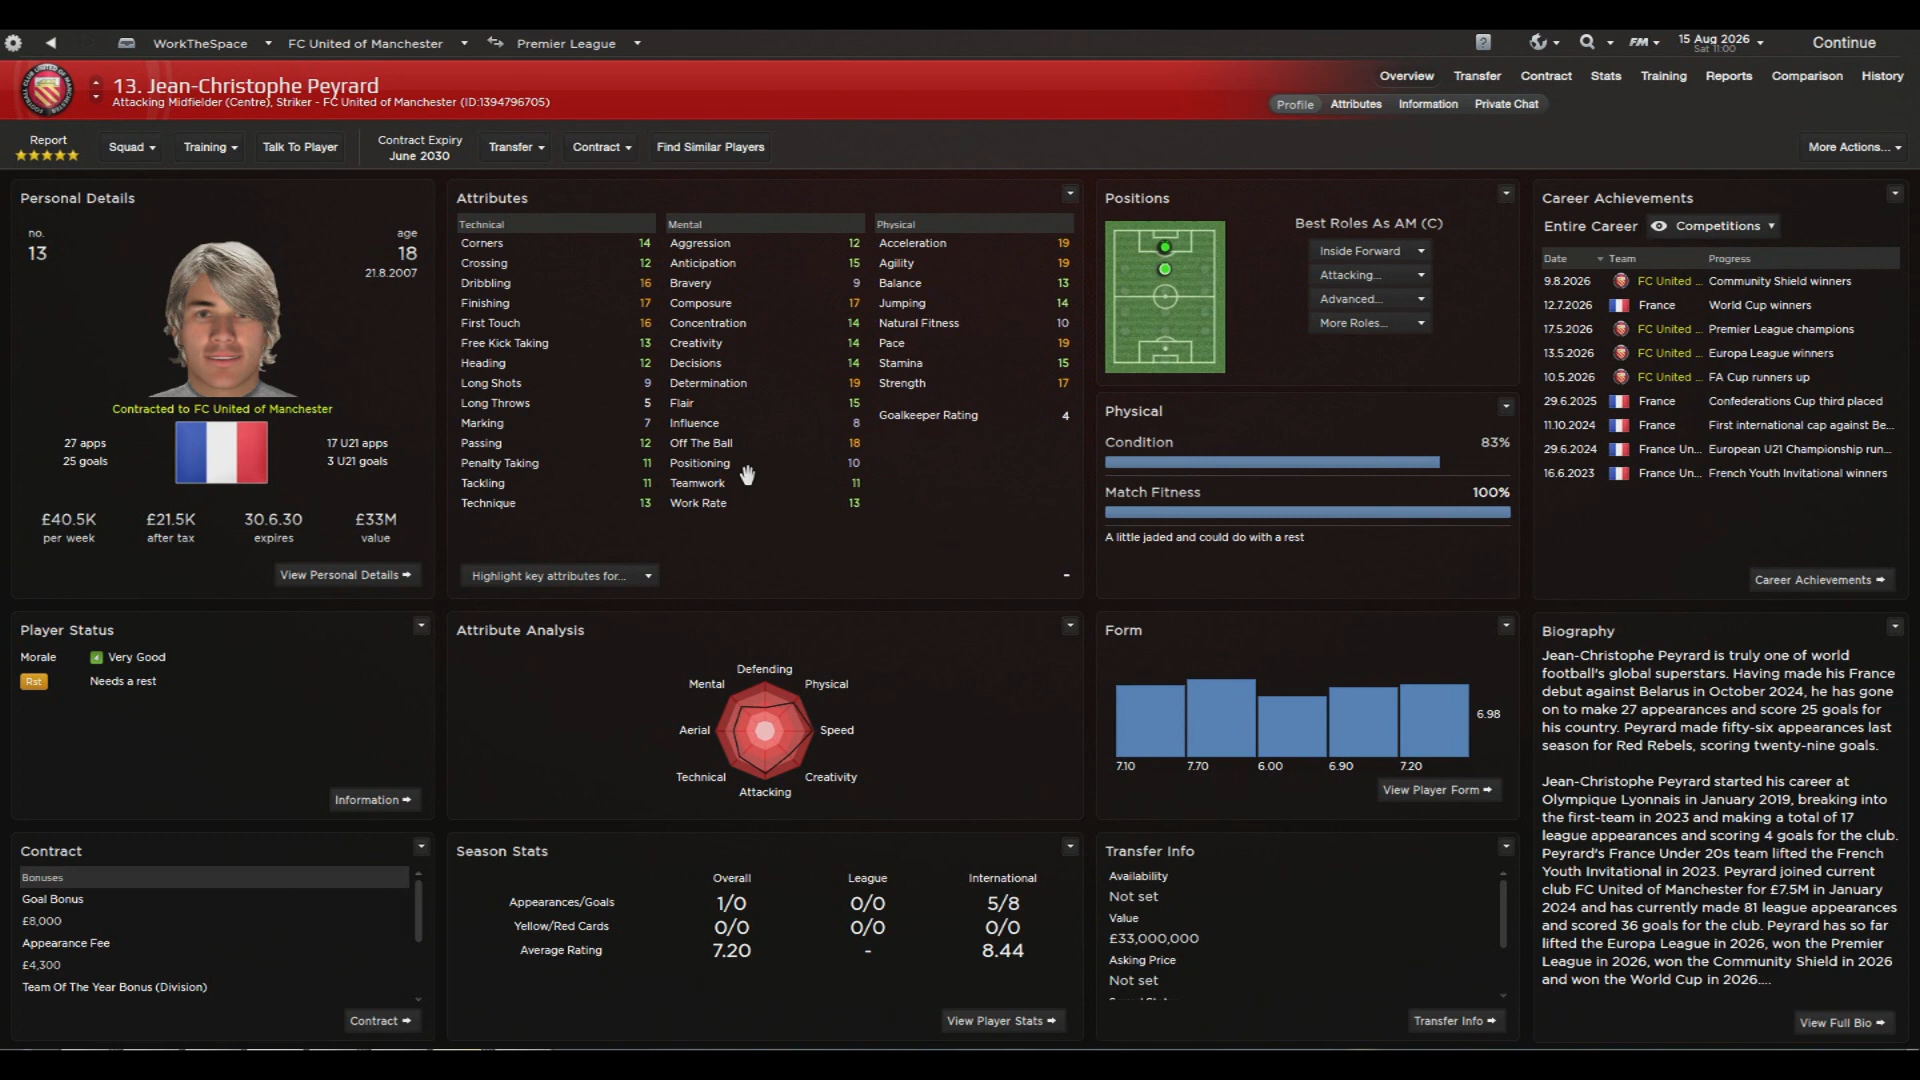 WorkTheSpace
FC United of Manchester
Premier League
?
FM
15 Aug 2026
Sat 11:00
Continue
13. Jean-Christophe Peyrard
Attacking Midfielder (Centre), Striker - FC United of Manchester (ID:1394796705)
Overview Transfer Contract Stats Training Reports Comparison History
Profile Attributes Information Private Chat
Report
Squad
Training
Talk To Player
Contract Expiry
June 2030
Transfer
Contract
Find Similar Players
More Actions...
Personal Details
no.
13
age
18
21.8.2007
Contracted to FC United of Manchester
27 apps
25 goals
17 U21 apps
3 U21 goals
£40.5K
per week
£21.5K
after tax
30.6.30
expires
£33M
value
View Personal Details
Attributes
Technical Mental Physical
Corners 14 Aggression 12 Acceleration 19
Crossing 12 Anticipation 15 Agility 19
Dribbling 16 Bravery 9 Balance 13
Finishing 17 Composure 17 Jumping 14
First Touch 16 Concentration 14 Natural Fitness 10
Free Kick Taking 13 Creativity 14 Pace 19
Heading 12 Decisions 14 Stamina 15
Long Shots 9 Determination 19 Strength 17
Long Throws 5 Flair 15
Goalkeeper Rating 4
Marking 7 Influence 8
Passing 12 Off The Ball 18
Penalty Taking 11 Positioning 10
Tackling 11 Teamwork 11
Technique 13 Work Rate 13
Highlight key attributes for...
-
Positions
Best Roles As AM (C)
Inside Forward
Attacking...
Advanced...
More Roles...
Physical
Condition 83%
Match Fitness 100%
A little jaded and could do with a rest
Career Achievements
Entire Career Competitions
Date Team Progress
9.8.2026 FC United ... Community Shield winners
12.7.2026 France World Cup winners
17.5.2026 FC United ... Premier League champions
13.5.2026 FC United ... Europa League winners
10.5.2026 FC United ... FA Cup runners up
29.6.2025 France Confederations Cup third placed
11.10.2024 France First international cap against Be...
29.6.2024 France Un... European U21 Championship run...
16.6.2023 France Un... French Youth Invitational winners
Career Achievements
Player Status
Morale 4 Very Good
Rst Needs a rest
Information
Attribute Analysis
Defending
Mental Physical
Aerial Speed
Technical Creativity
Attacking
Form
6.98
7.10 7.70 6.00 6.90 7.20
View Player Form
Biography
Jean-Christophe Peyrard is truly one of world
football's global superstars. Having made his France
debut against Belarus in October 2024, he has gone
on to make 27 appearances and score 25 goals for
his country. Peyrard made fifty-six appearances last
season for Red Rebels, scoring twenty-nine goals.
Jean-Christophe Peyrard started his career at
Olympique Lyonnais in January 2019, breaking into
the first-team in 2023 and making a total of 17
league appearances and scoring 4 goals for the club.
Peyrard's France Under 20s team lifted the French
Youth Invitational in 2023. Peyrard joined current
club FC United of Manchester for £7.5M in January
2024 and has currently made 81 league appearances
and scored 36 goals for the club. Peyrard has so far
lifted the Europa League in 2026, won the Premier
League in 2026, won the Community Shield in 2026
and won the World Cup in 2026....
View Full Bio
Contract
Bonuses
Goal Bonus
£8,000
Appearance Fee
£4,300
Team Of The Year Bonus (Division)
Contract
Season Stats
Overall League International
Appearances/Goals 1/0 0/0 5/8
Yellow/Red Cards 0/0 0/0 0/0
Average Rating 7.20 - 8.44
View Player Stats
Transfer Info
Availability
Not set
Value
£33,000,000
Asking Price
Not set
Transfer Info